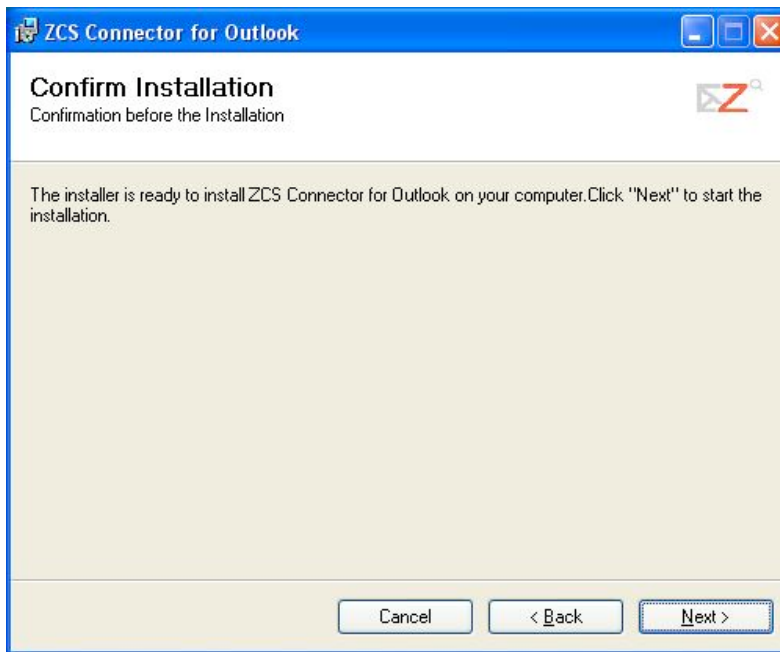 ZCS Connector for Outlook
Confirm Installation
Confirmation before the Installation
Z
The installer is ready to install ZCS Connector for Outlook on your computer.Click "Next" to start the
installation.
Cancel
< Back
Next >